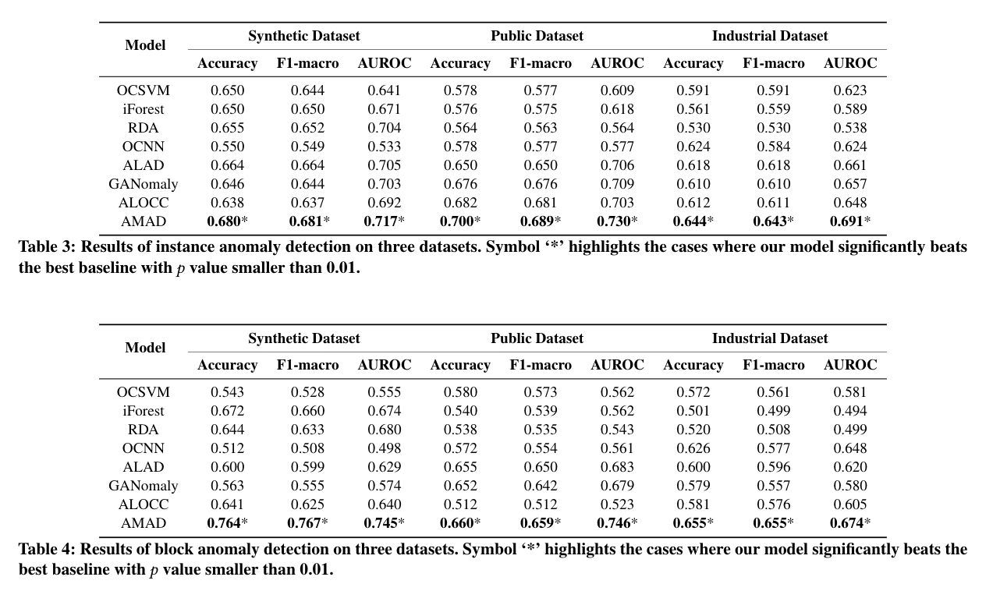 Model Synthetic Dataset Public Dataset Industrial Dataset
Accuracy F1-macro AUROC Accuracy F1-macro AUROC Accuracy F1-macro AUROC
OCSVM 0.650 0.644 0.641 0.578 0.577 0.609 0.591 0.591 0.623
iForest 0.650 0.650 0.671 0.576 0.575 0.618 0.561 0.559 0.589
RDA 0.655 0.652 0.704 0.564 0.563 0.564 0.530 0.530 0.538
OCNN 0.550 0.549 0.533 0.578 0.577 0.577 0.624 0.584 0.624
ALAD 0.664 0.664 0.705 0.650 0.650 0.706 0.618 0.618 0.661
GANomaly 0.646 0.644 0.703 0.676 0.676 0.709 0.610 0.610 0.657
ALOCC 0.638 0.637 0.692 0.682 0.681 0.703 0.612 0.611 0.648
AMAD 0.680* 0.681* 0.717* 0.700* 0.689* 0.730* 0.644* 0.643* 0.691*
Table 3: Results of instance anomaly detection on three datasets. Symbol ‘*’ highlights the cases where our model significantly beats
the best baseline with p value smaller than 0.01.
Model Synthetic Dataset Public Dataset Industrial Dataset
Accuracy F1-macro AUROC Accuracy F1-macro AUROC Accuracy F1-macro AUROC
OCSVM 0.543 0.528 0.555 0.580 0.573 0.562 0.572 0.561 0.581
iForest 0.672 0.660 0.674 0.540 0.539 0.562 0.501 0.499 0.494
RDA 0.644 0.633 0.680 0.538 0.535 0.543 0.520 0.508 0.499
OCNN 0.512 0.508 0.498 0.572 0.554 0.561 0.626 0.577 0.648
ALAD 0.600 0.599 0.629 0.655 0.650 0.683 0.600 0.596 0.620
GANomaly 0.563 0.555 0.574 0.652 0.642 0.679 0.579 0.557 0.580
ALOCC 0.641 0.625 0.640 0.512 0.512 0.523 0.581 0.576 0.605
AMAD 0.764* 0.767* 0.745* 0.660* 0.659* 0.746* 0.655* 0.655* 0.674*
Table 4: Results of block anomaly detection on three datasets. Symbol ‘*’ highlights the cases where our model significantly beats the
best baseline with p value smaller than 0.01.